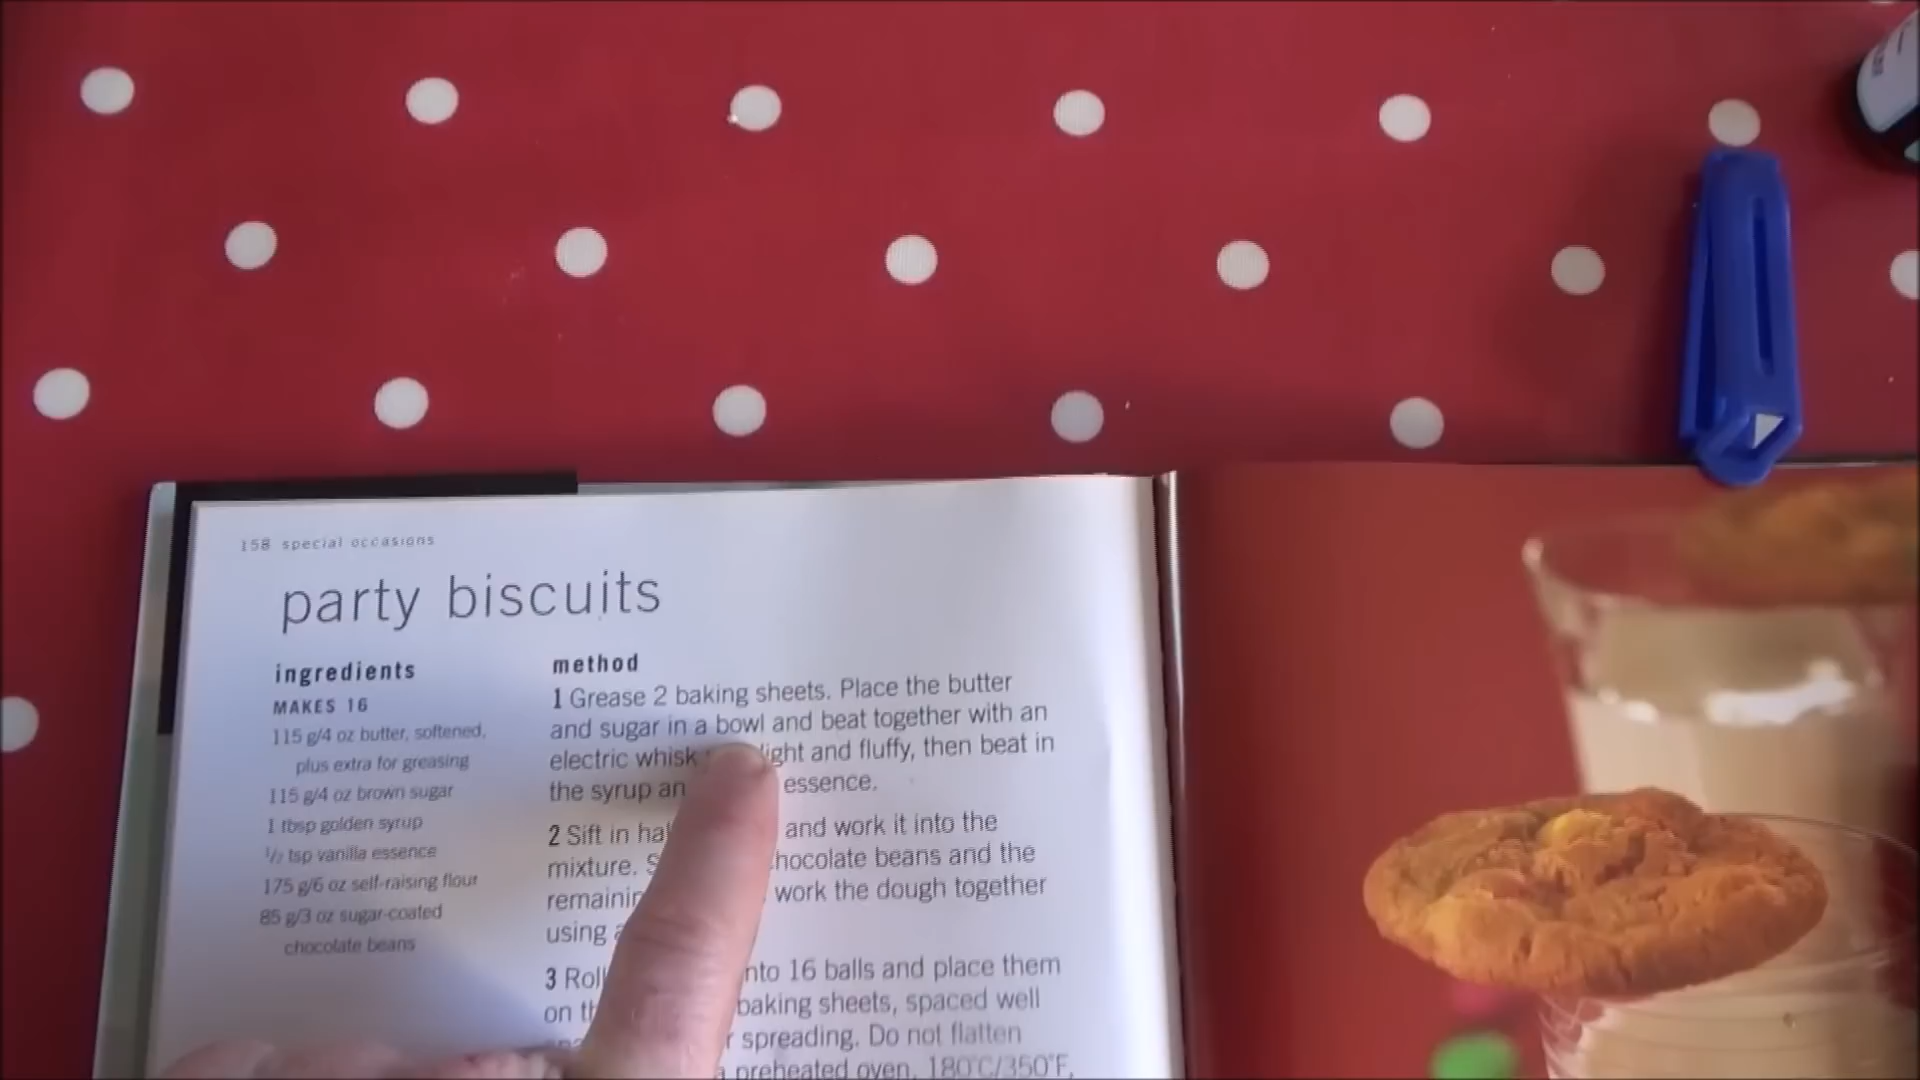 158 special occasions
party biscuits
ingredients
MAKES 16
115 g/4 oz butter, softened,
plus extra for greasing
115 g/4 oz brown sugar
1 tbsp golden syrup
1/2 tsp vanilla essence
175 g/6 oz self-raising flour
85 g/3 oz sugar-coated
chocolate beans
method
1 Grease 2 baking sheets. Place the butter
and sugar in a bowl and beat together with an
electric whisk light and fluffy, then beat in
the syrup an essence.
2 Sift in hal and work it into the
mixture. S chocolate beans and the
remainin work the dough together
using a
3 Roll nto 16 balls and place them
on th baking sheets, spaced well
r spreading. Do not flatten
a preheated oven, 180°C/350°F,